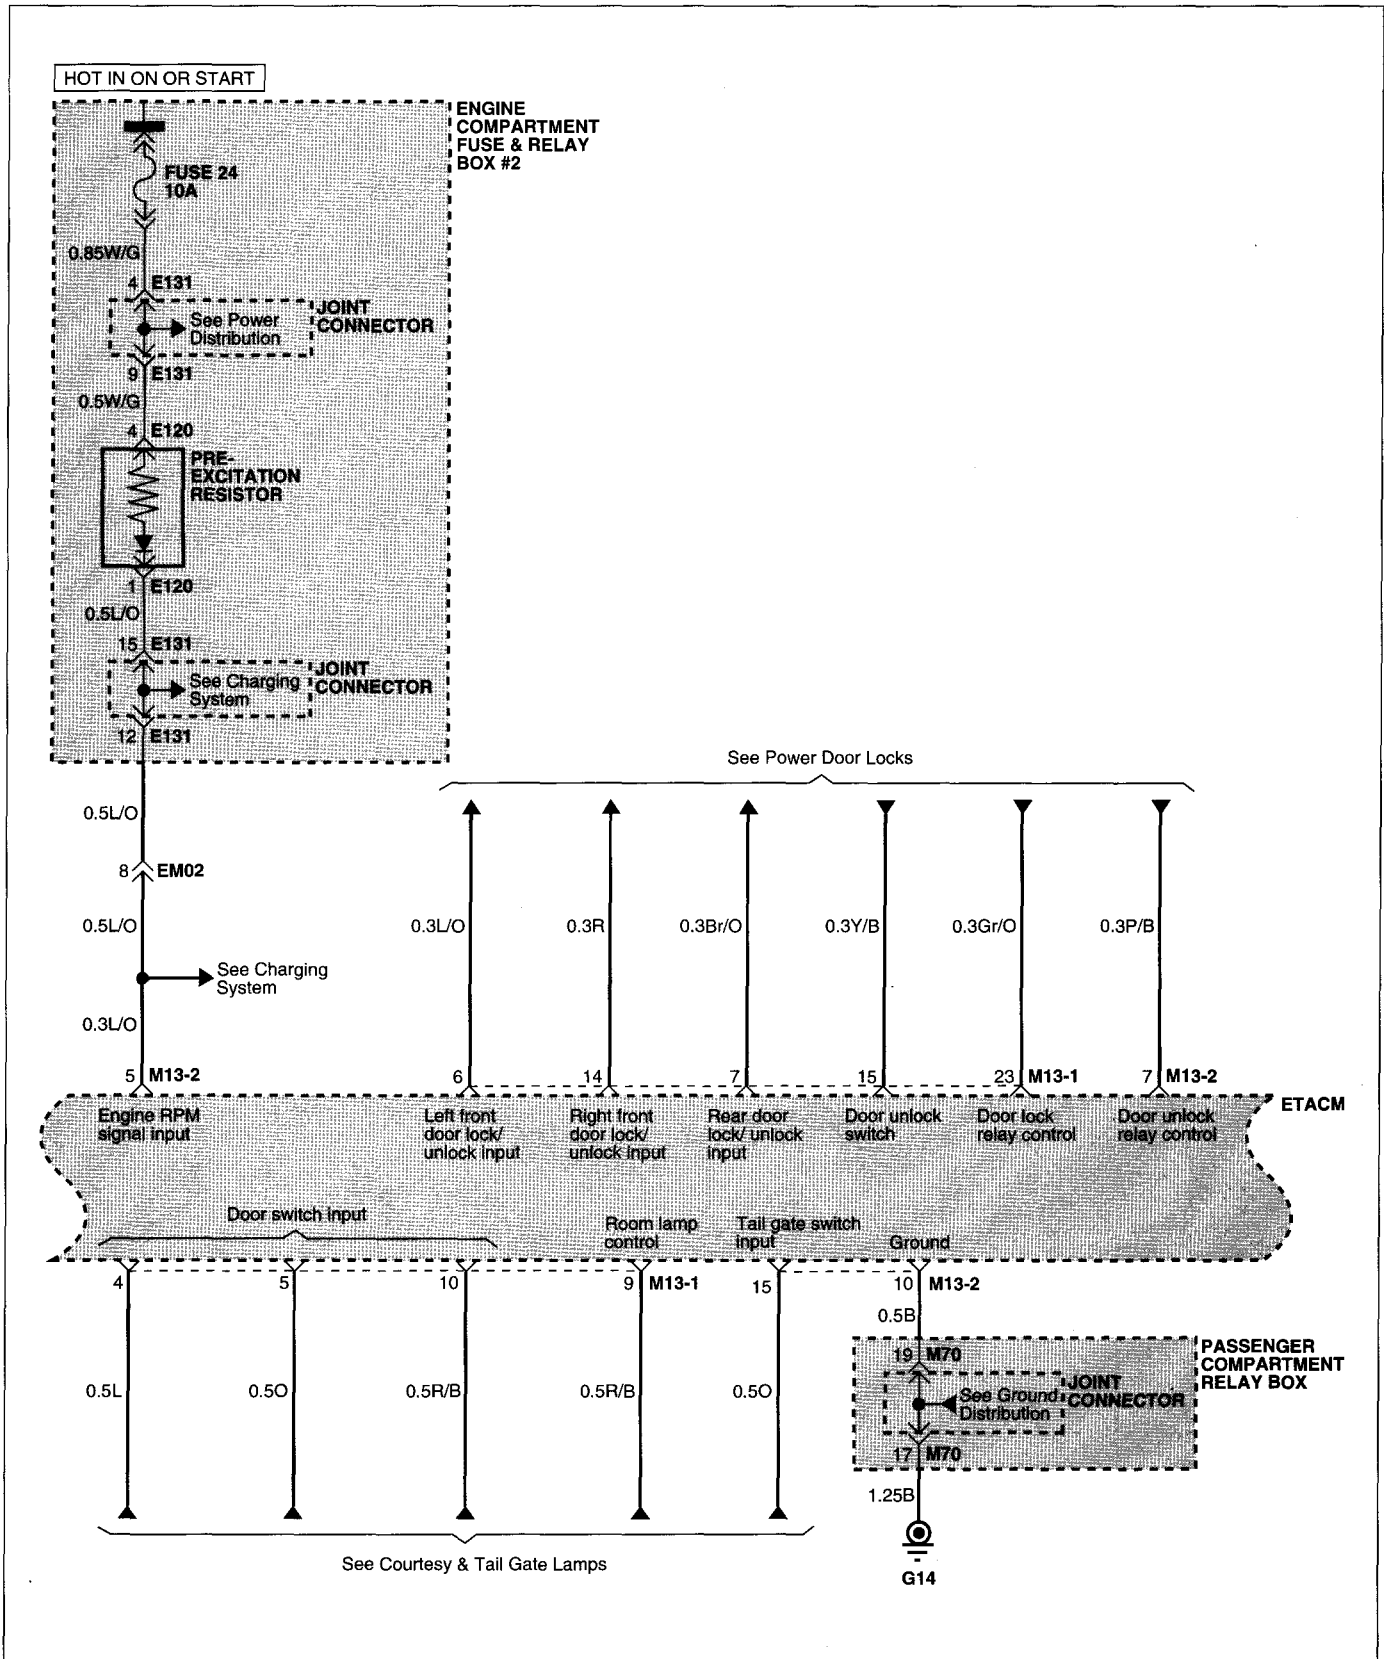 HOT IN ON OR START
ENGINE
COMPARTMENT
FUSE & RELAY
BOX #2
FUSE 24
10A
0.85W/G
4 E131
JOINT
CONNECTOR
See Power
Distribution
9 E131
0.5W/G
4 E120
PRE-
EXCITATION
RESISTOR
1 E120
0.5L/O
15 E131
JOINT
CONNECTOR
See Charging
System
12 E131
See Power Door Locks
0.5L/O
8 EM02
0.5L/O 0.3L/O 0.3R 0.3Br/O 0.3Y/B 0.3Gr/O 0.3P/B
See Charging
System
0.3L/O
5 M13-2 6 14 7 15 23 M13-1 7 M13-2
ETACM
Engine RPM
signal input
Left front
door lock/
unlock input
Right front
door lock/
unlock input
Rear door
lock/ unlock
input
Door unlock
switch
Door lock
relay control
Door unlock
relay control
Door switch input
Room lamp
control
Tail gate switch
input
Ground
4 5 10 9 M13-1 15 10 M13-2
0.5B
PASSENGER
COMPARTMENT
RELAY BOX
19 M70
JOINT
CONNECTOR
See Ground
Distribution
17 M70
0.5L 0.5O 0.5R/B 0.5R/B 0.5O
1.25B
G14
See Courtesy & Tail Gate Lamps